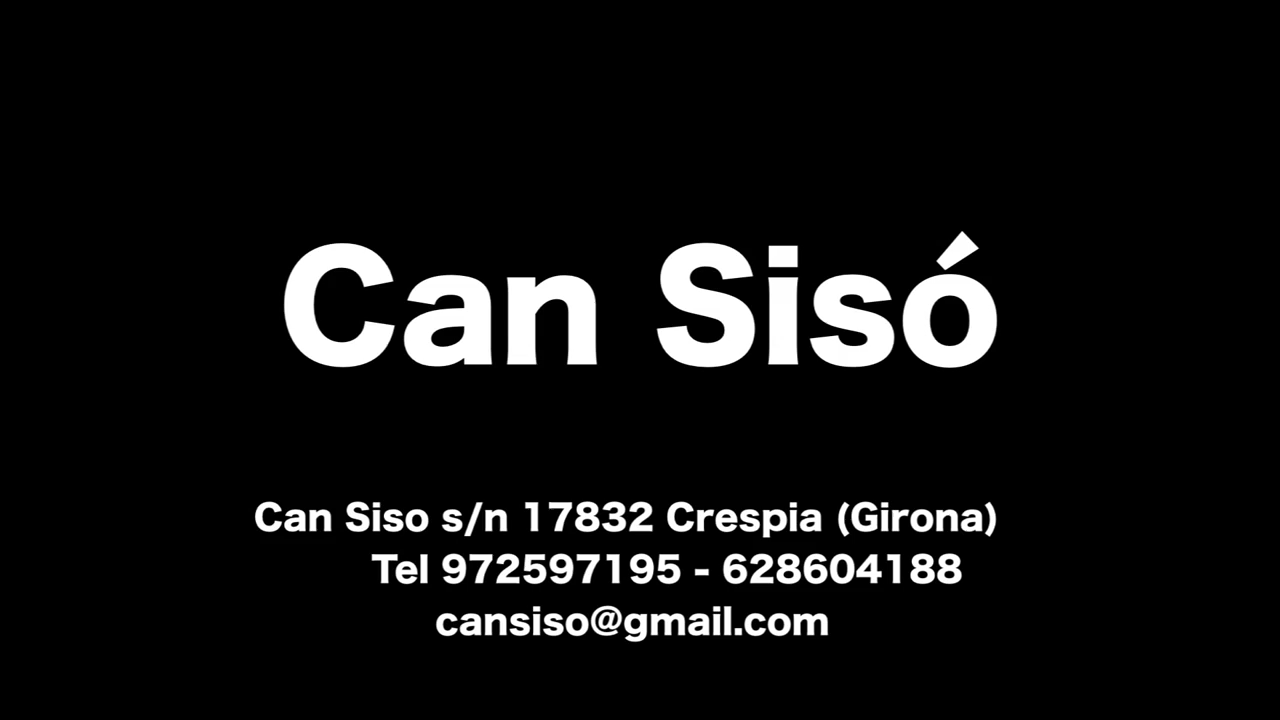 Can Sisó
Can Siso s/n 17832 Crespia (Girona)
Tel 972597195 - 628604188
cansiso@gmail.com